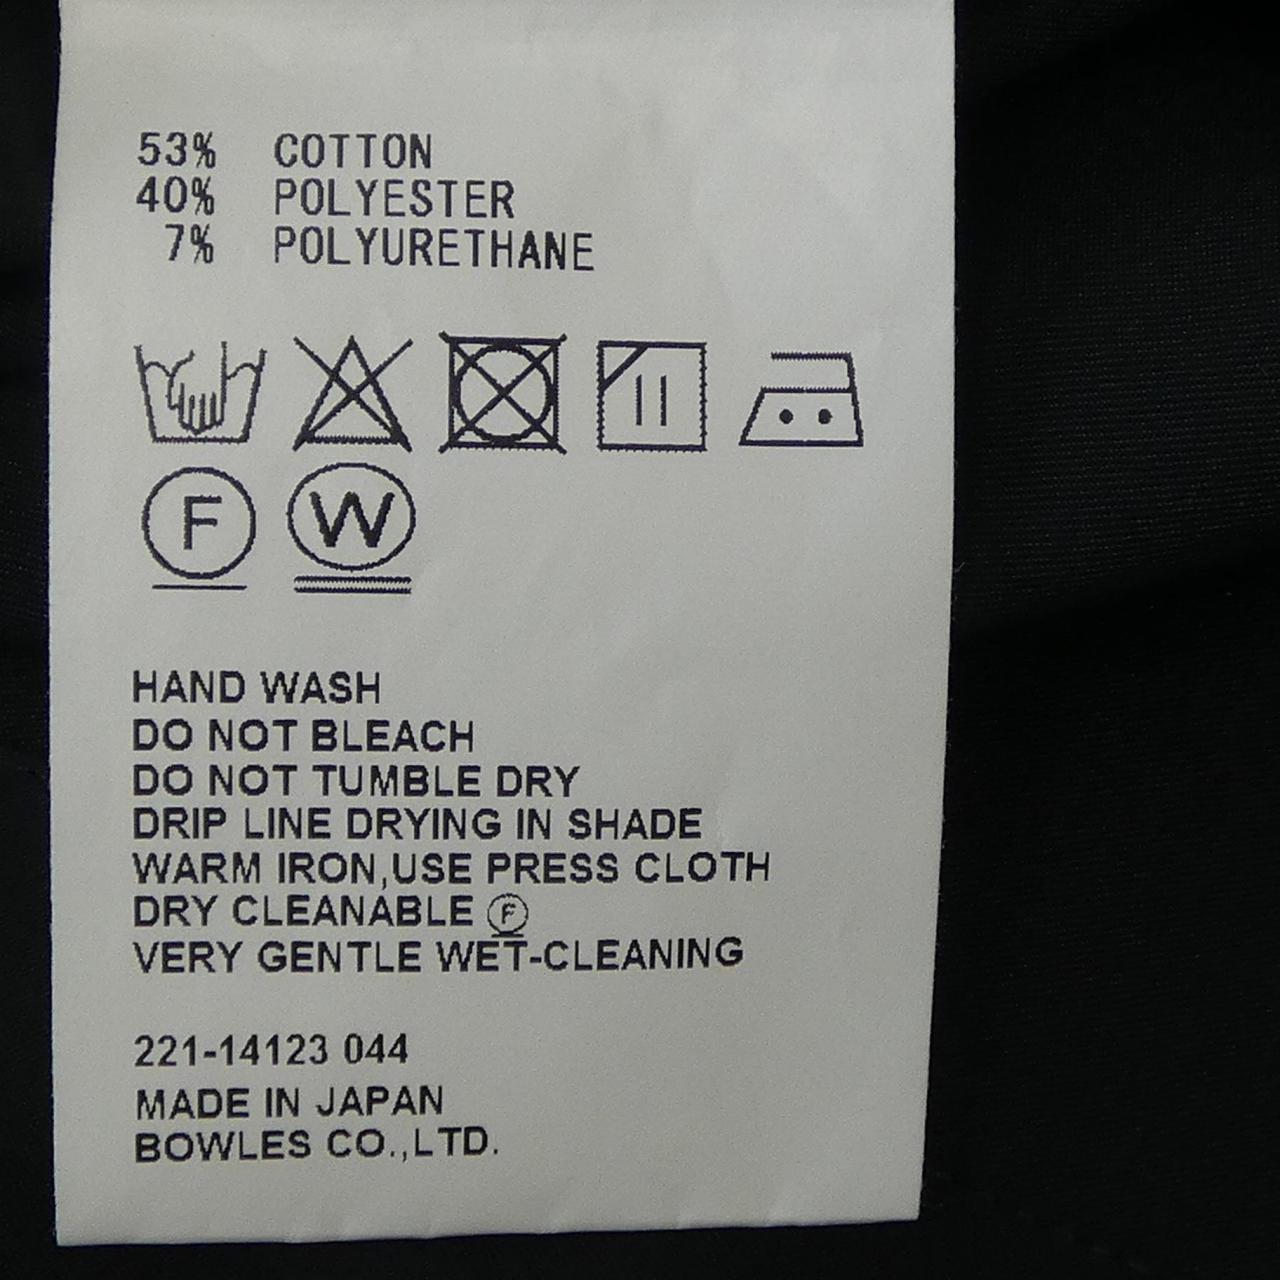 53% COTTON
40% POLYESTER
7% POLYURETHANE
F W
HAND WASH
DO NOT BLEACH
DO NOT TUMBLE DRY
DRIP LINE DRYING IN SHADE
WARM IRON,USE PRESS CLOTH
DRY CLEANABLE Ⓕ
VERY GENTLE WET-CLEANING
221-14123 044
MADE IN JAPAN
BOWLES CO.,LTD.